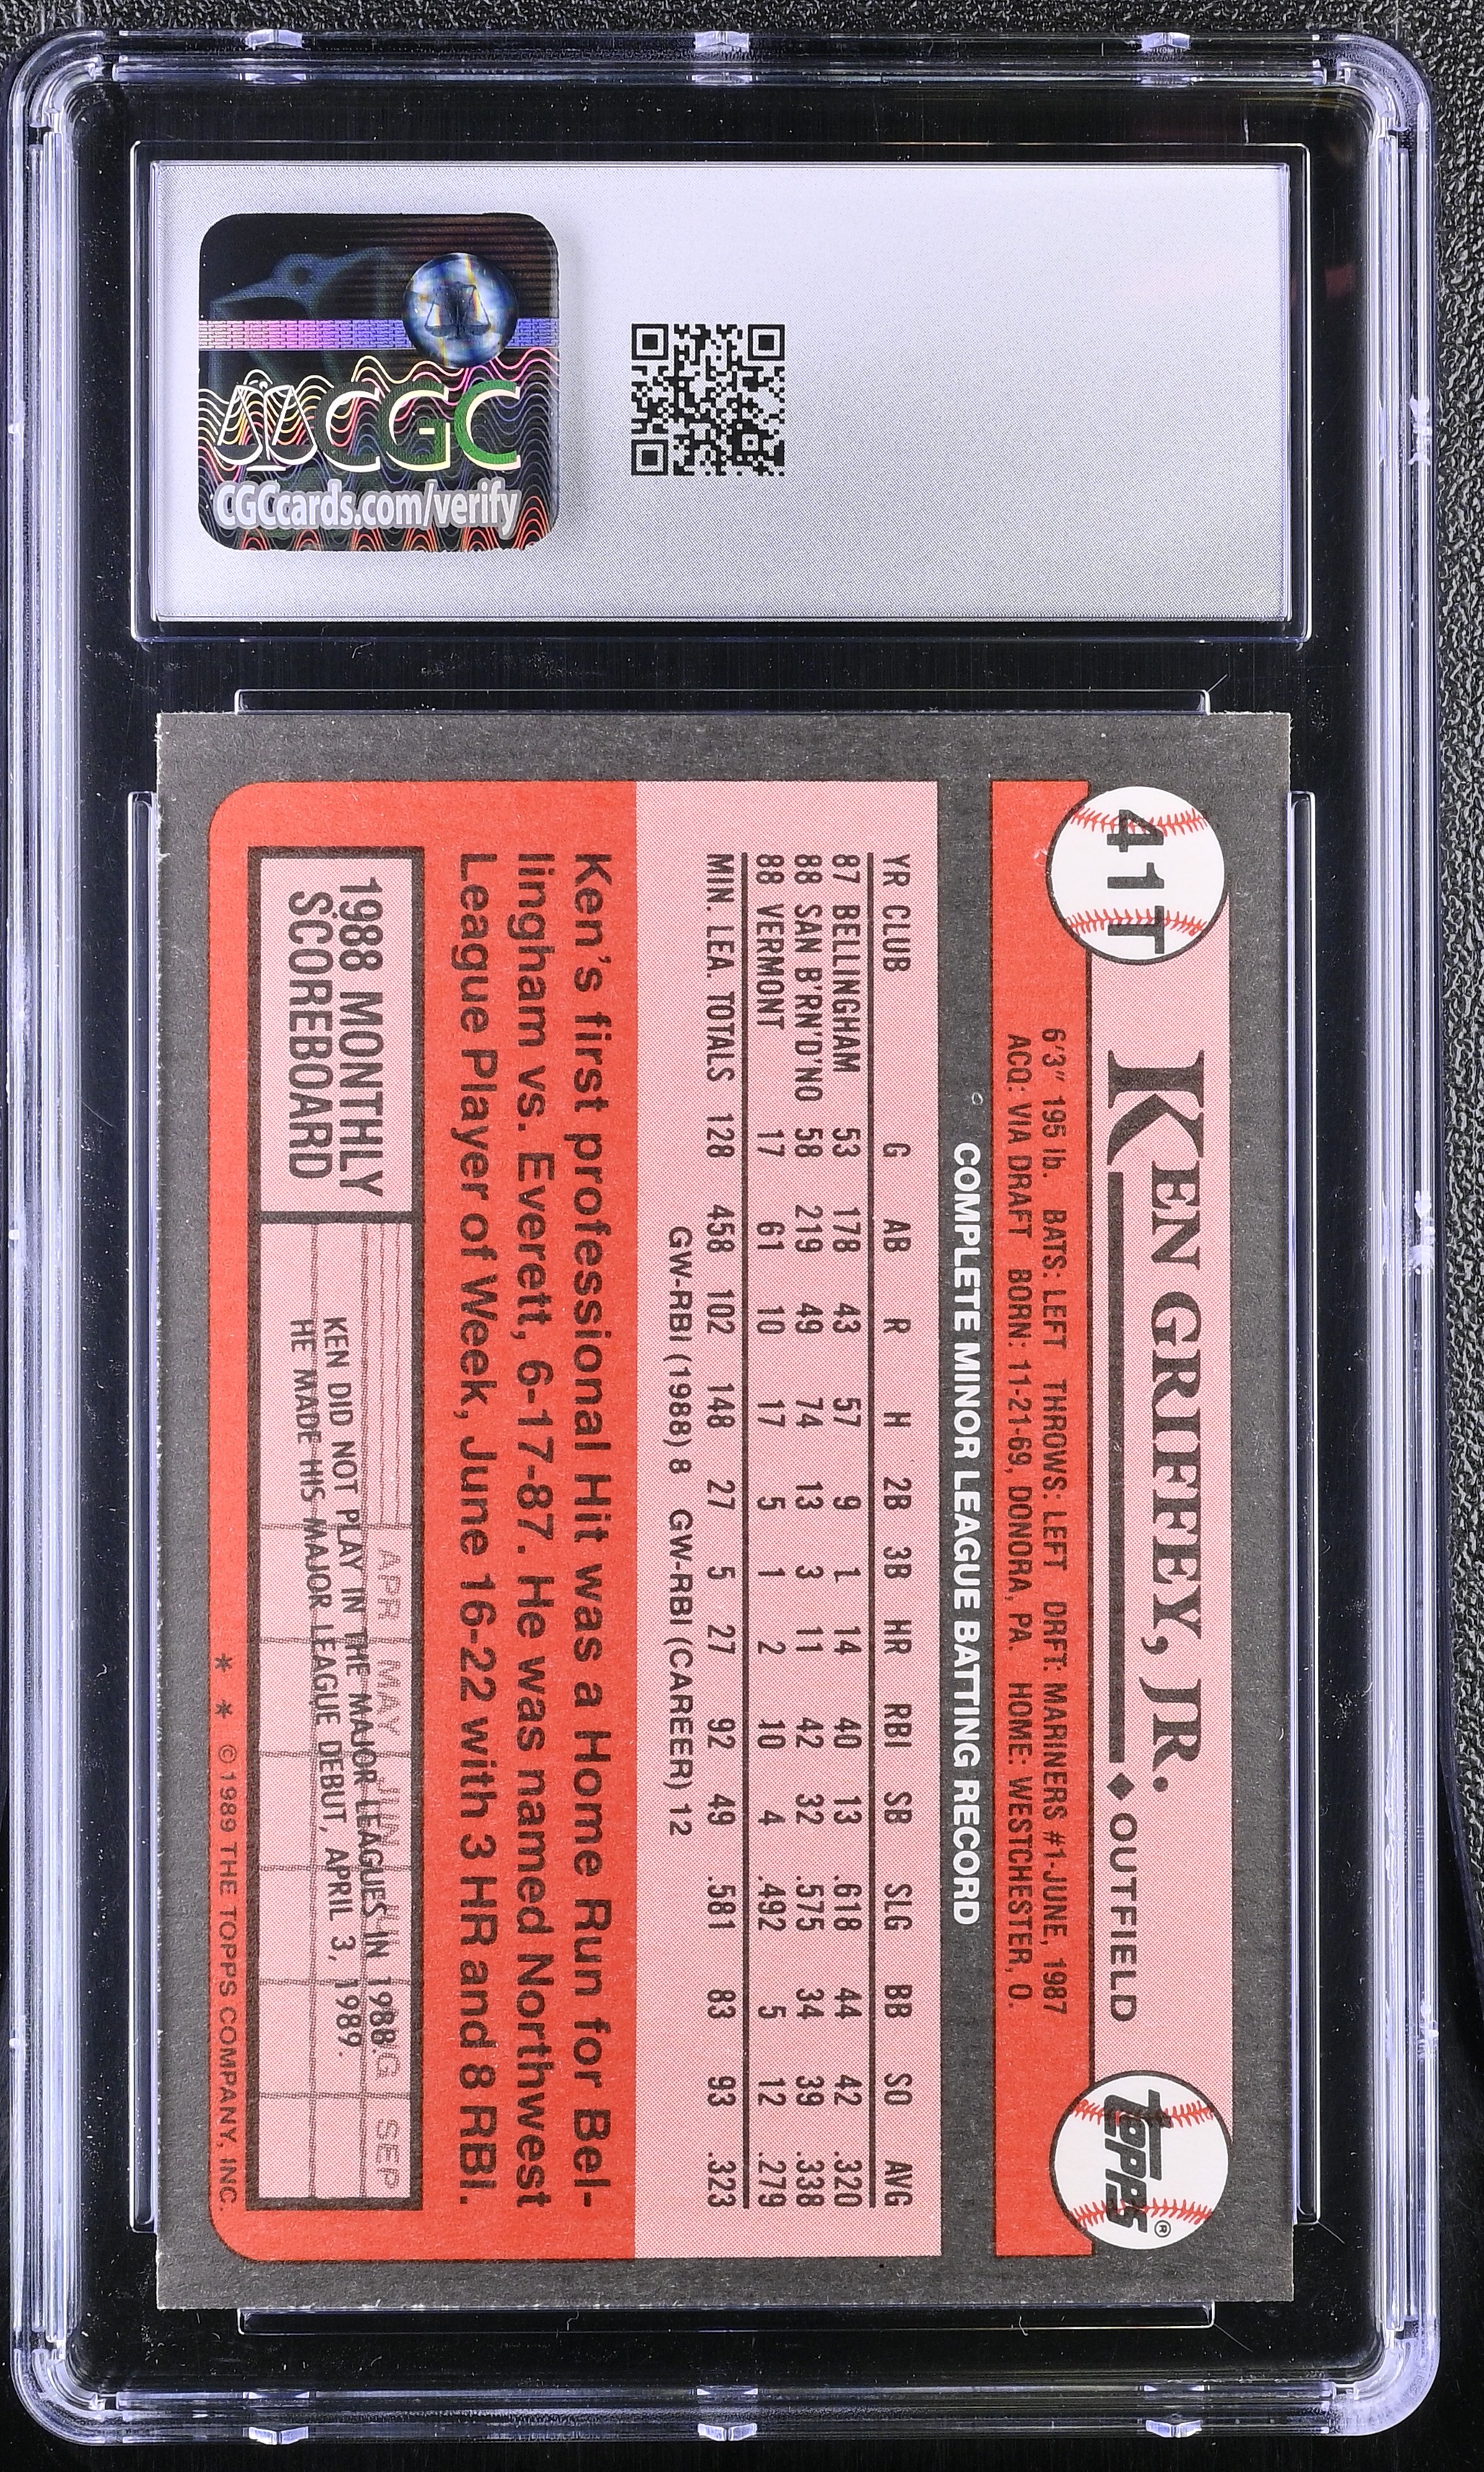 CGC
CGCcards.com/verify
41T
KEN GRIFFEY, JR. ◆ OUTFIELD
topps®
6'3" 195 lb. BATS: LEFT THROWS: LEFT DRFT: MARINERS #1-JUNE, 1987
ACQ: VIA DRAFT BORN: 11-21-69, DONORA, PA HOME: WESTCHESTER, O.
COMPLETE MINOR LEAGUE BATTING RECORD
YR CLUB G AB R H 2B 3B HR RBI SB SLG BB SO AVG
87 BELLINGHAM 53 178 43 57 9 1 14 40 13 .618 44 42 .320
88 SAN B'RN'D'NO 58 219 49 74 13 3 11 42 32 .575 34 39 .338
88 VERMONT 17 61 10 17 5 1 2 10 4 .492 5 12 .279
MIN. LEA. TOTALS 128 458 102 148 27 5 27 92 49 .581 83 93 .323
GW-RBI (1988) 8 GW-RBI (CAREER) 12
Ken's first professional Hit was a Home Run for Bel-
lingham vs. Everett, 6-17-87. He was named Northwest
League Player of Week, June 16-22 with 3 HR and 8 RBI.
1988 MONTHLY
SCOREBOARD
APR MAY JUN SEP
KEN DID NOT PLAY IN THE MAJOR LEAGUES IN 1988.
HE MADE HIS MAJOR LEAGUE DEBUT, APRIL 3, 1989.
* * © 1989 THE TOPPS COMPANY, INC.